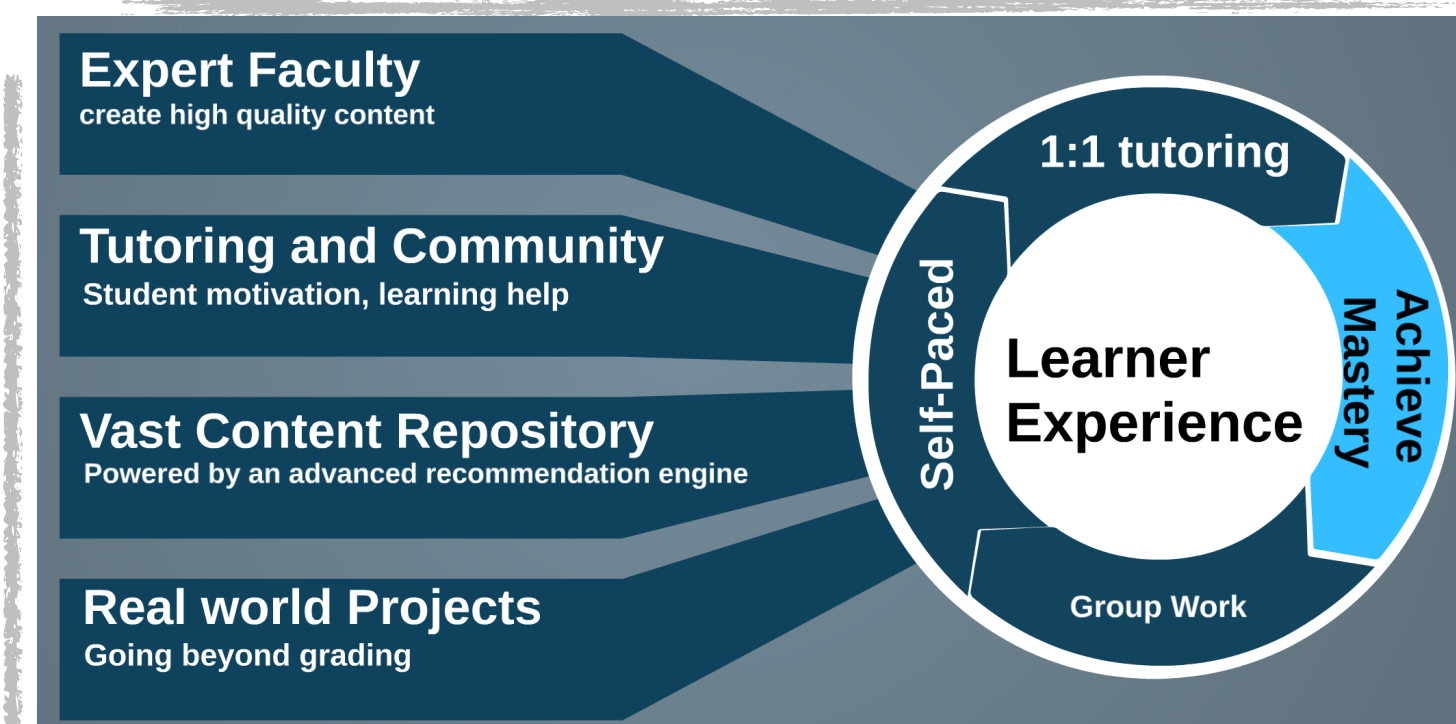 Expert Faculty
create high quality content
Tutoring and Community
Student motivation, learning help
Vast Content Repository
Powered by an advanced recommendation engine
Real world Projects
Going beyond grading
1:1 tutoring
Self-Paced
Learner
Experience
Achieve
Mastery
Group Work